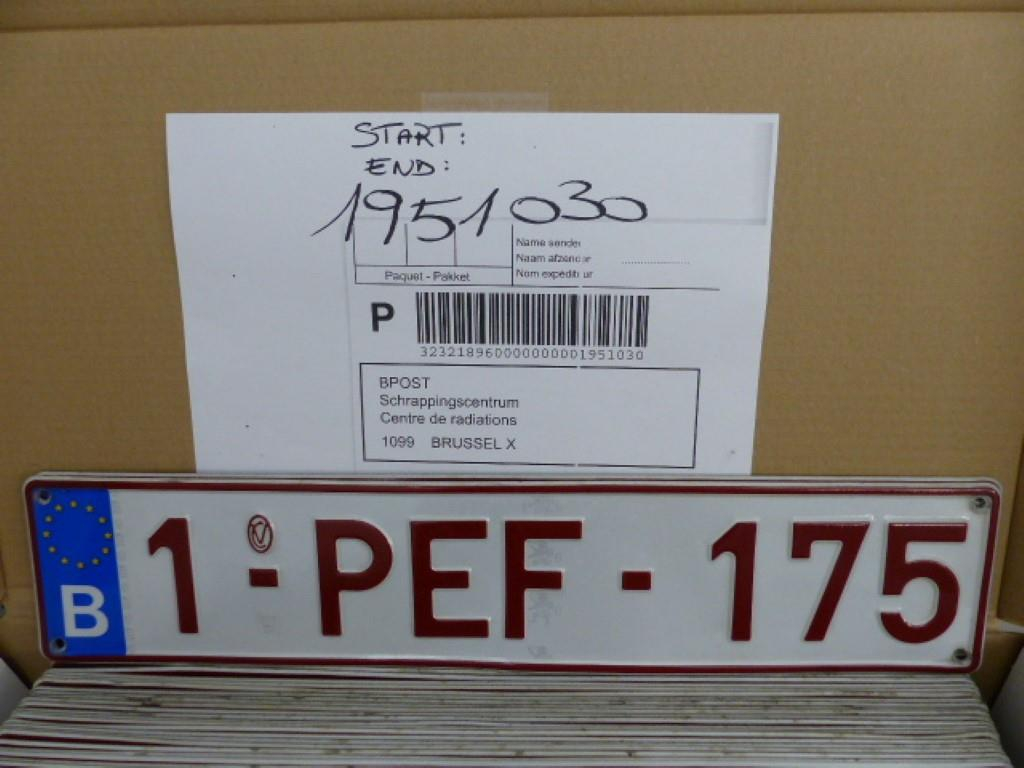 START:
END:
1951030
Name sender
Naam afzender
Nom expéditeur
Paquet - Pakket
P
3232189600000000001951030
BPOST
Schrappingscentrum
Centre de radiations
1099 BRUSSEL X
B 1-PEF-175